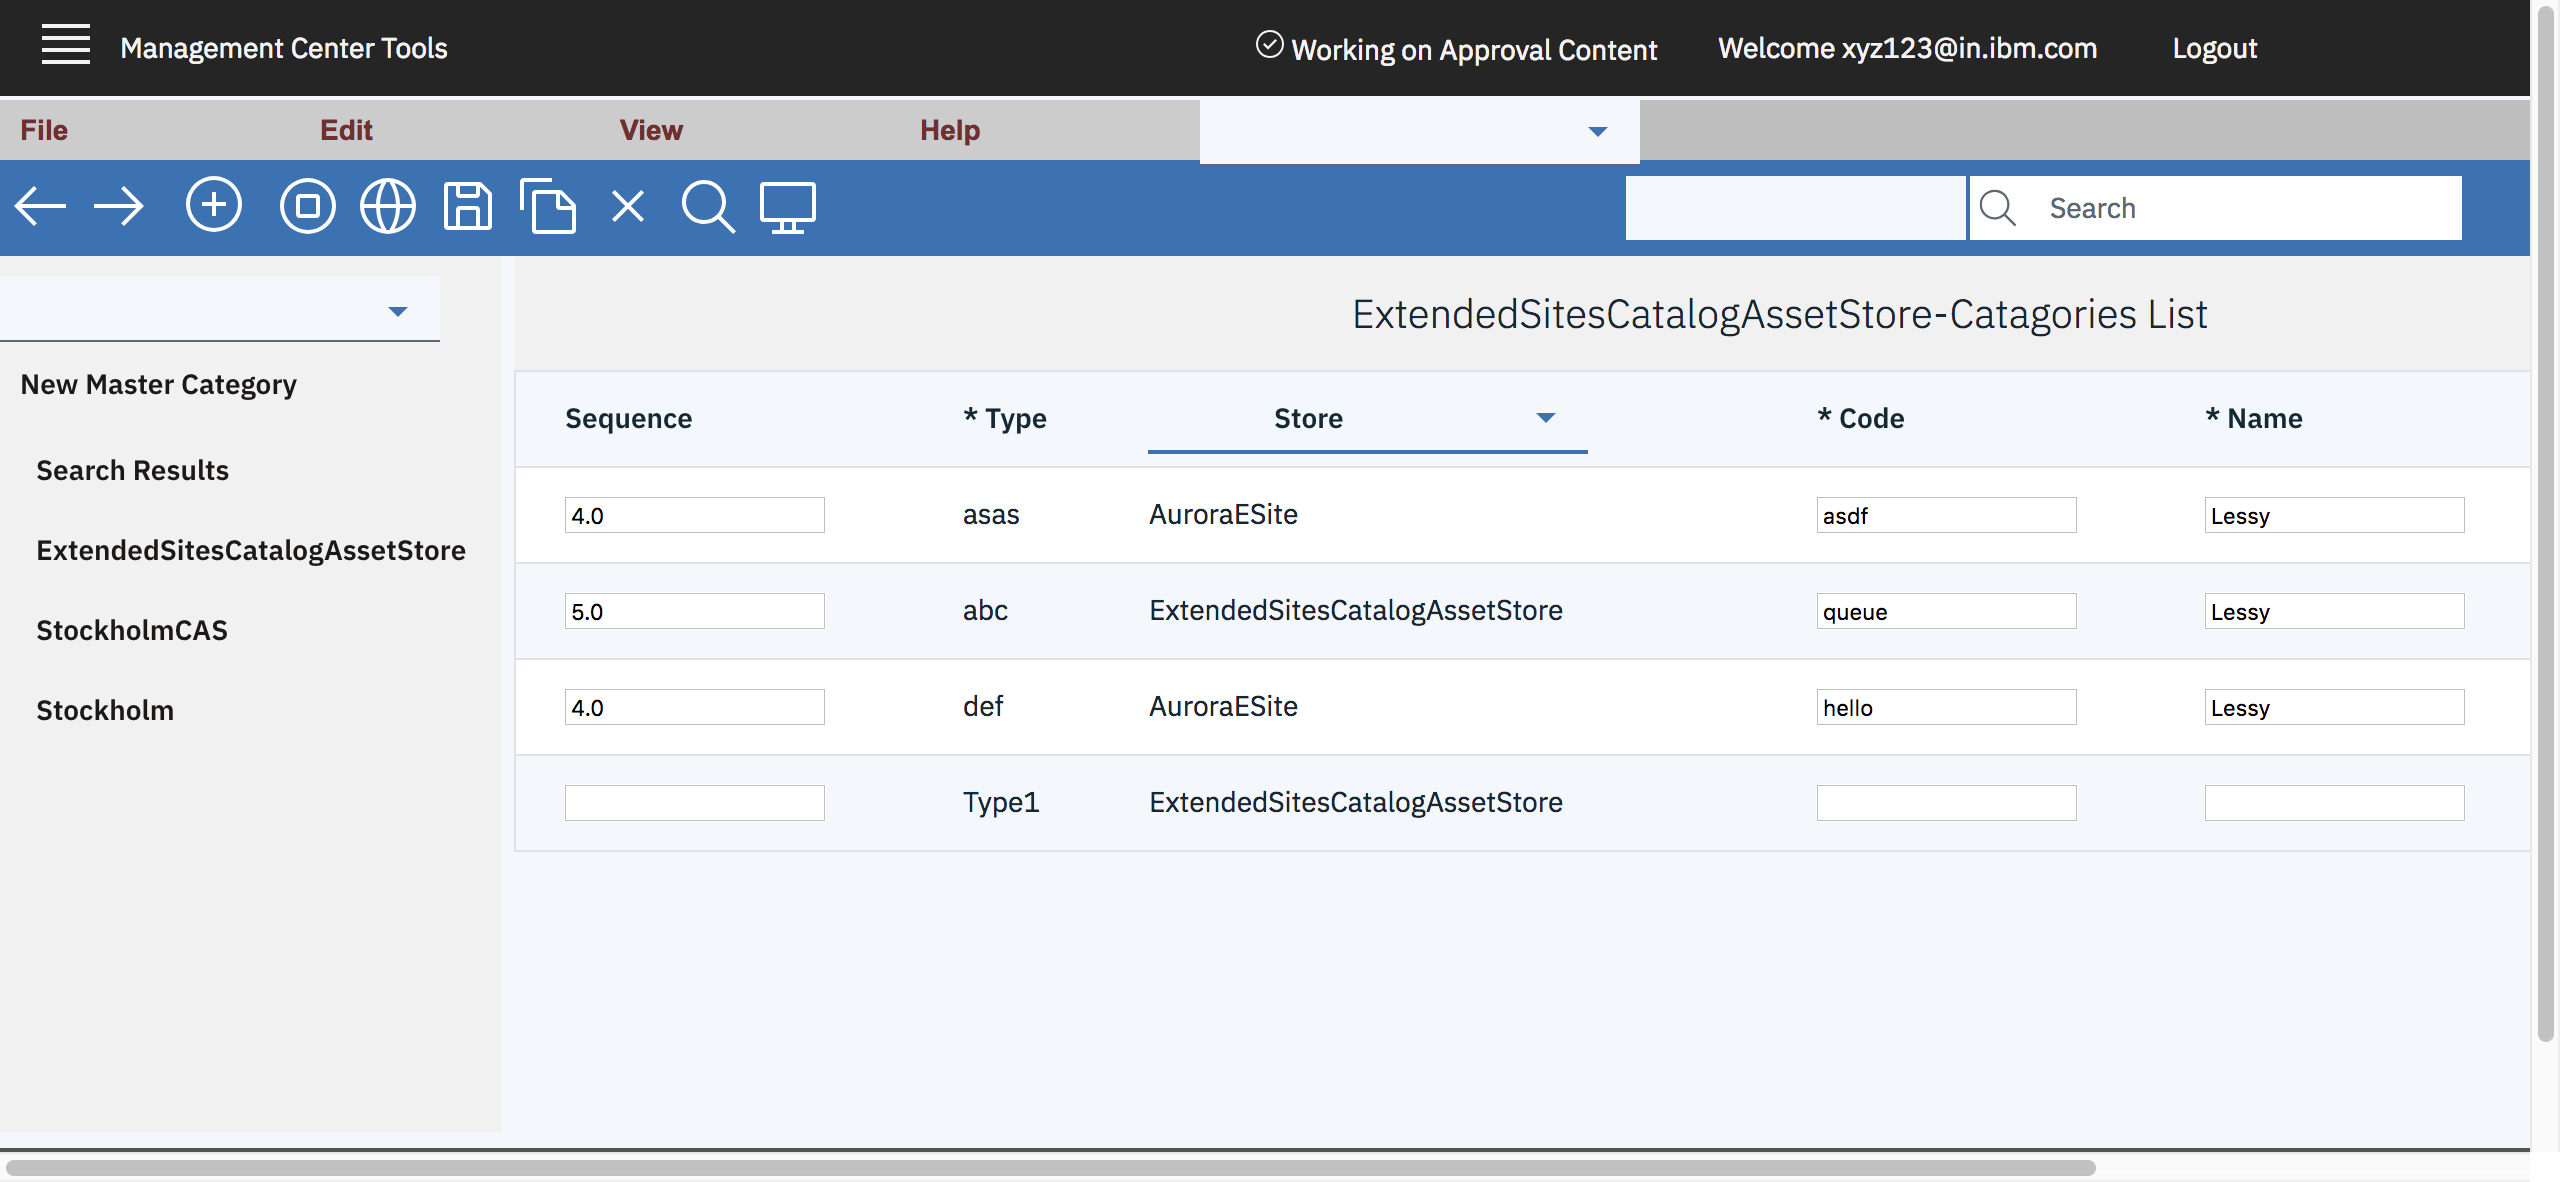 Management Center Tools
Working on Approval Content
Welcome xyz123@in.ibm.com
Logout
File Edit View Help
Search
ExtendedSitesCatalogAssetStore-Catagories List
New Master Category
Search Results
ExtendedSitesCatalogAssetStore
StockholmCAS
Stockholm
Sequence * Type Store * Code * Name
4.0 asas AuroraESite asdf Lessy
5.0 abc ExtendedSitesCatalogAssetStore queue Lessy
4.0 def AuroraESite hello Lessy
Type1 ExtendedSitesCatalogAssetStore